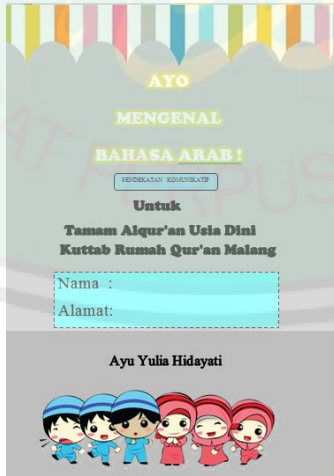 AYO
MENGENAL
BAHASA ARAB !
PENDEKATAN KOMUNIKATIF
Untuk
Tamam Alqur'an Usia Dini
Kuttab Rumah Qur'an Malang
Nama :
Alamat:
Ayu Yulia Hidayati